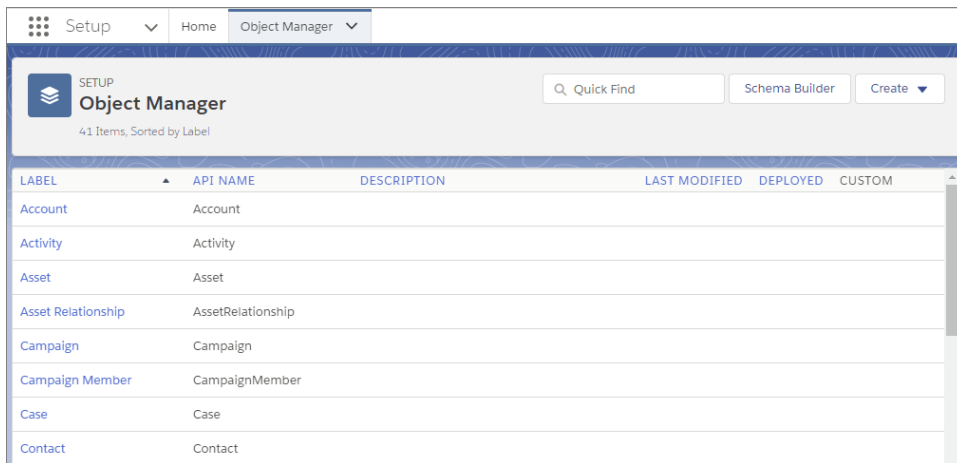 Setup Home Object Manager
SETUP
Object Manager
41 Items, Sorted by Label
Quick Find Schema Builder Create
LABEL API NAME DESCRIPTION LAST MODIFIED DEPLOYED CUSTOM
Account Account
Activity Activity
Asset Asset
Asset Relationship AssetRelationship
Campaign Campaign
Campaign Member CampaignMember
Case Case
Contact Contact